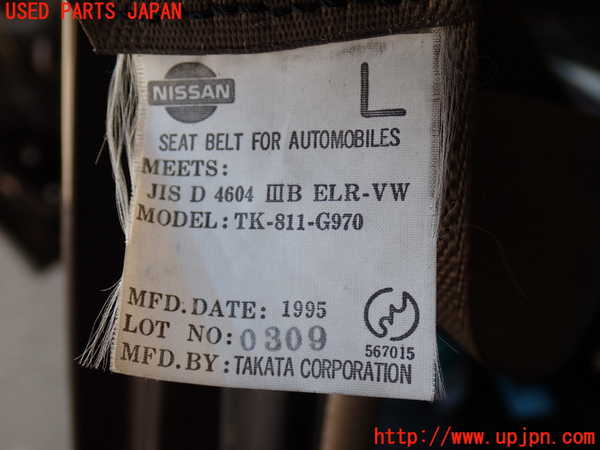 USED PARTS JAPAN
NISSAN
L
SEAT BELT FOR AUTOMOBILES
MEETS:
JIS D 4604 ⅢB ELR-VW
MODEL: TK-811-G970
MFD. DATE: 1995
LOT NO: 0309
567015
MFD. BY: TAKATA CORPORATION
http://www.upjpn.com/